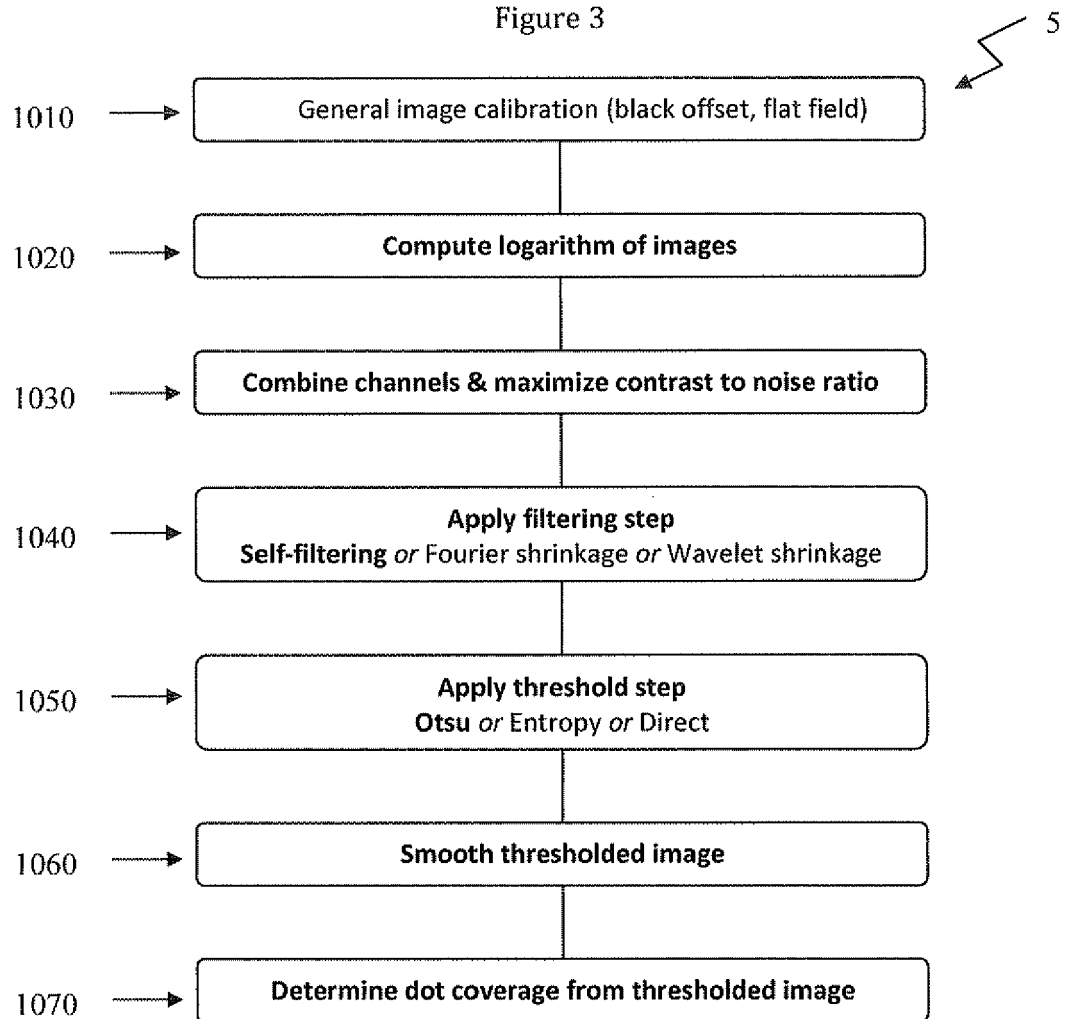 Figure 3
5
1010
General image calibration (black offset, flat field)
1020
Compute logarithm of images
1030
Combine channels & maximize contrast to noise ratio
1040
Apply filtering step
Self-filtering or Fourier shrinkage or Wavelet shrinkage
1050
Apply threshold step
Otsu or Entropy or Direct
1060
Smooth thresholded image
1070
Determine dot coverage from thresholded image